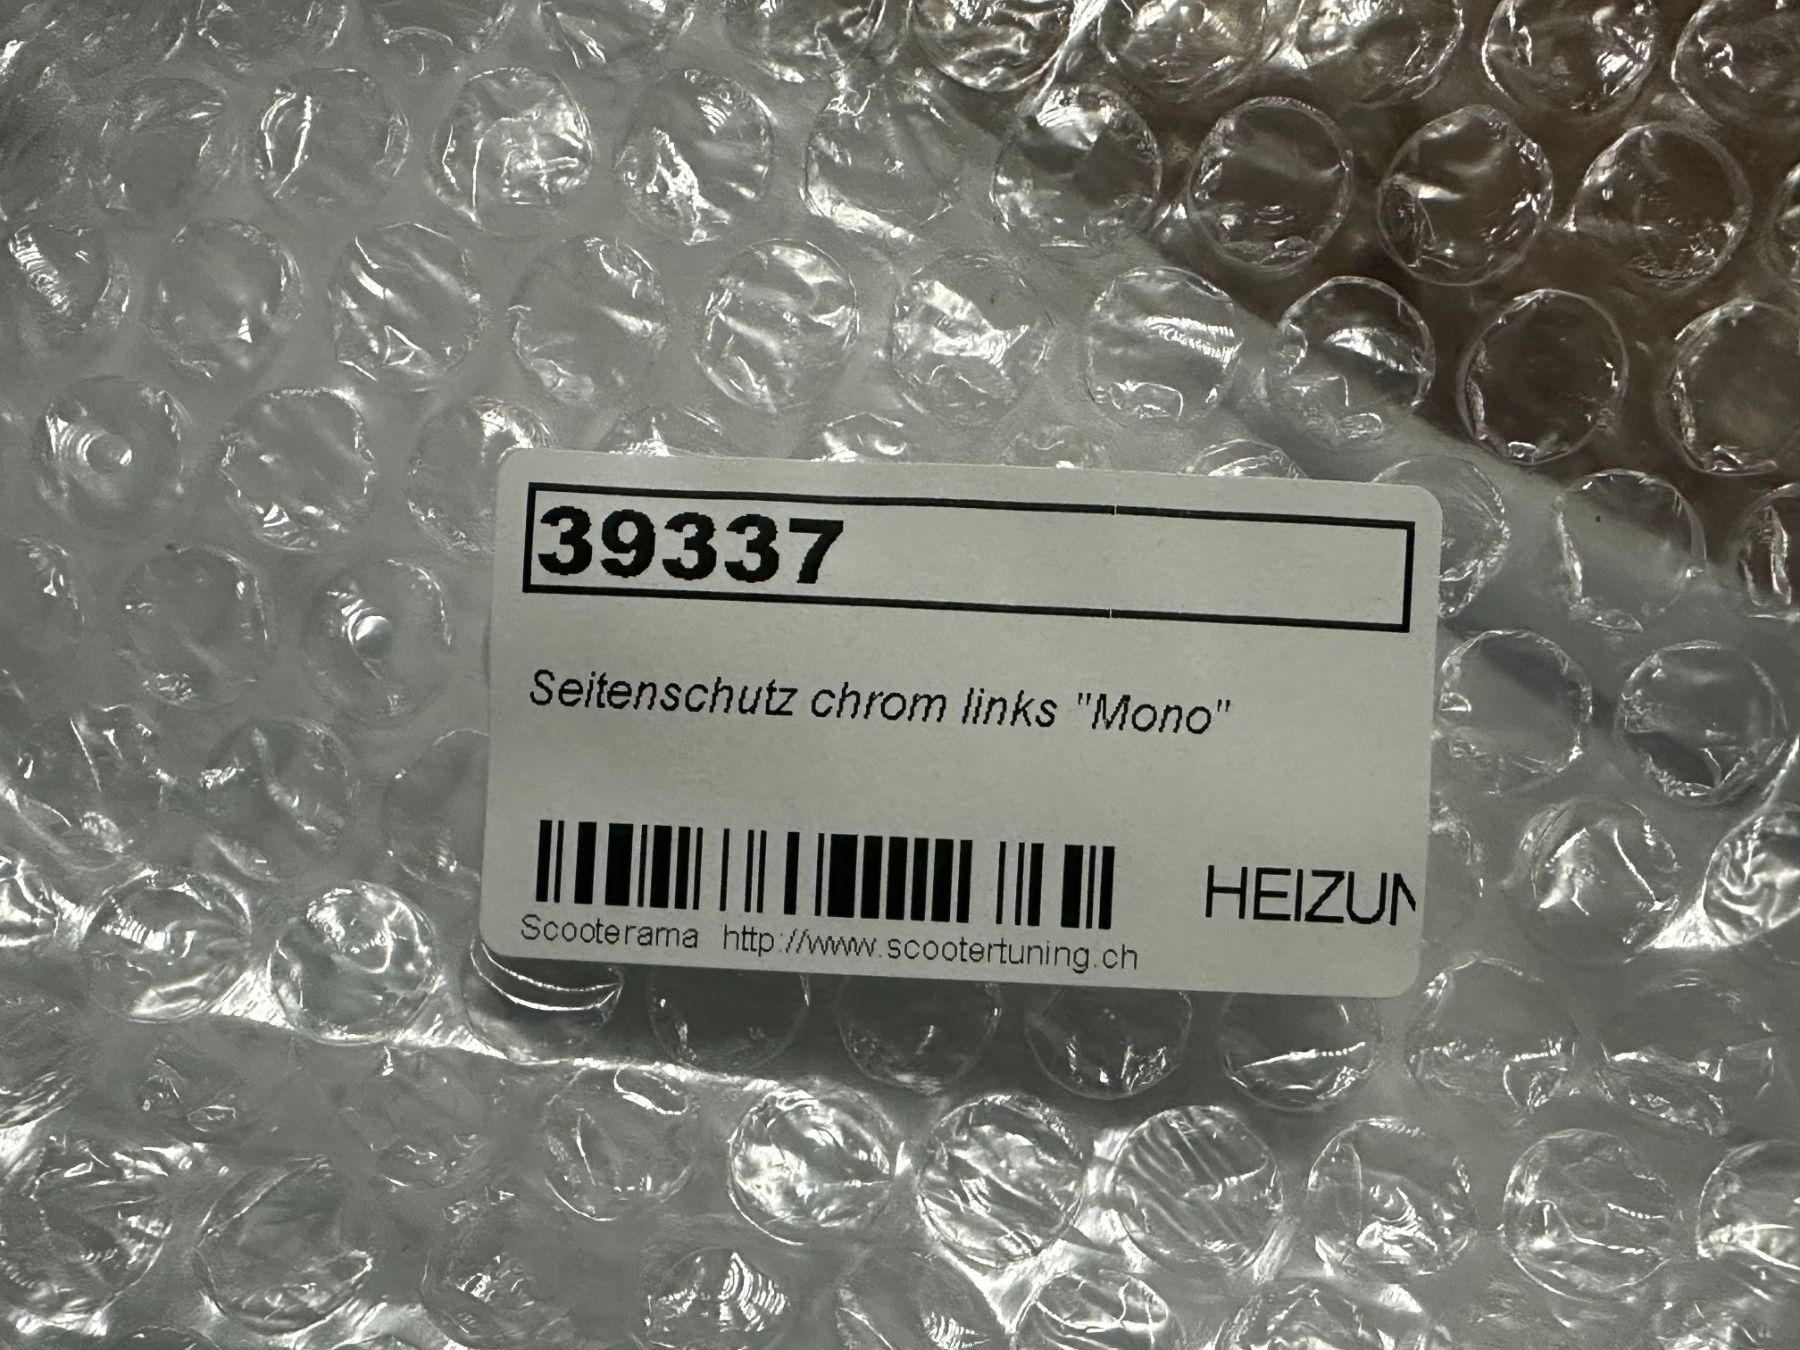 39337
Seitenschutz chrom links "Mono"
HEIZUN
Scooterama http://www.scootertuning.ch